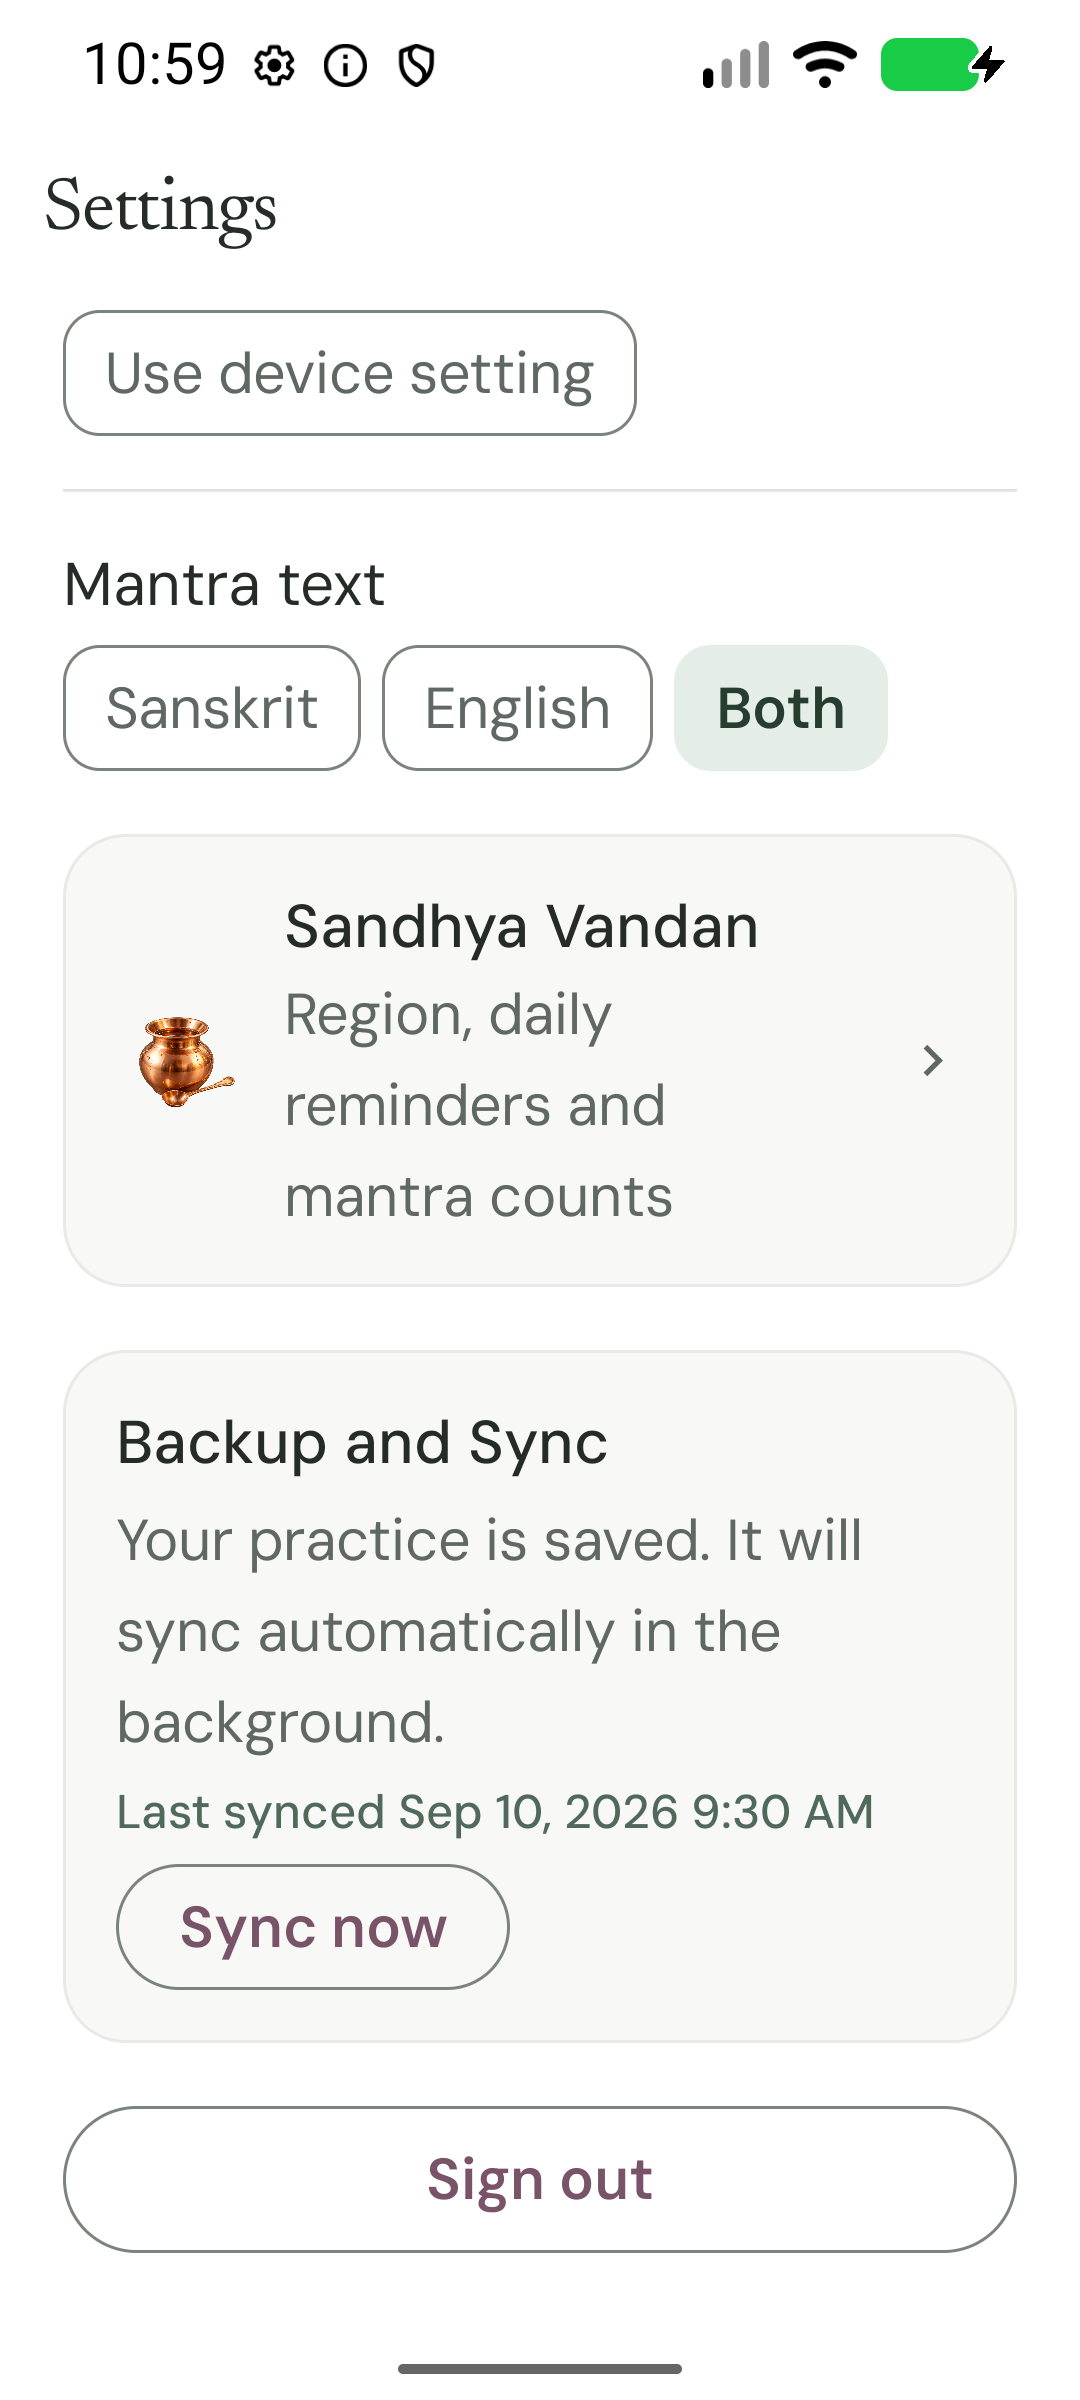 10:59
Settings
Use device setting
Mantra text
Sanskrit English Both
Sandhya Vandan
Region, daily
reminders and
mantra counts
Backup and Sync
Your practice is saved. It will
sync automatically in the
background.
Last synced Sep 10, 2026 9:30 AM
Sync now
Sign out